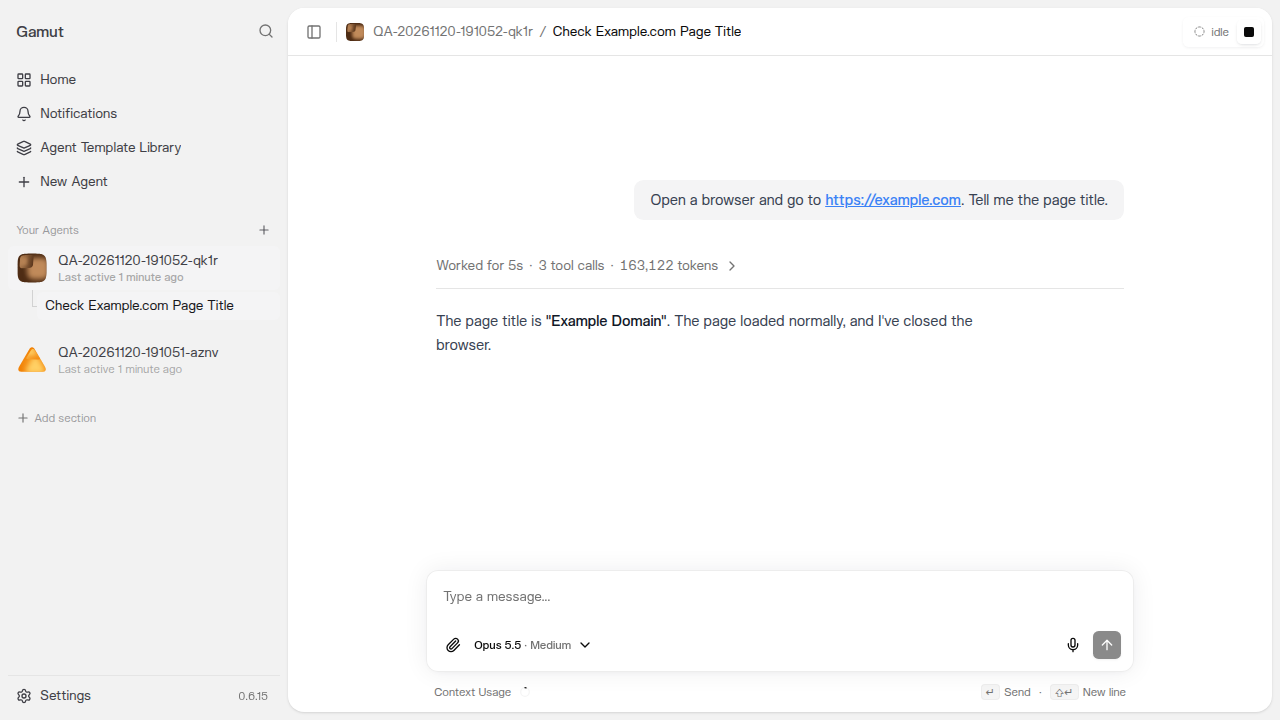 Gamut
Home
Notifications
Agent Template Library
New Agent
Your Agents
QA-20261120-191052-qk1r
Last active 1 minute ago
Check Example.com Page Title
QA-20261120-191051-aznv
Last active 1 minute ago
Add section
Settings
0.6.15
QA-20261120-191052-qk1r / Check Example.com Page Title
idle
Open a browser and go to https://example.com. Tell me the page title.
Worked for 5s · 3 tool calls · 163,122 tokens
The page title is "Example Domain". The page loaded normally, and I've closed the
browser.
Type a message...
Opus 5.5 · Medium
Context Usage
↵ Send · ⇧↵ New line